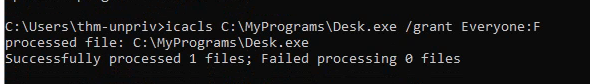 C:\Users\thm-unpriv>icacls C:\MyPrograms\Desk.exe /grant Everyone:F
processed file: C:\MyPrograms\Desk.exe
Successfully processed 1 files; Failed processing 0 files